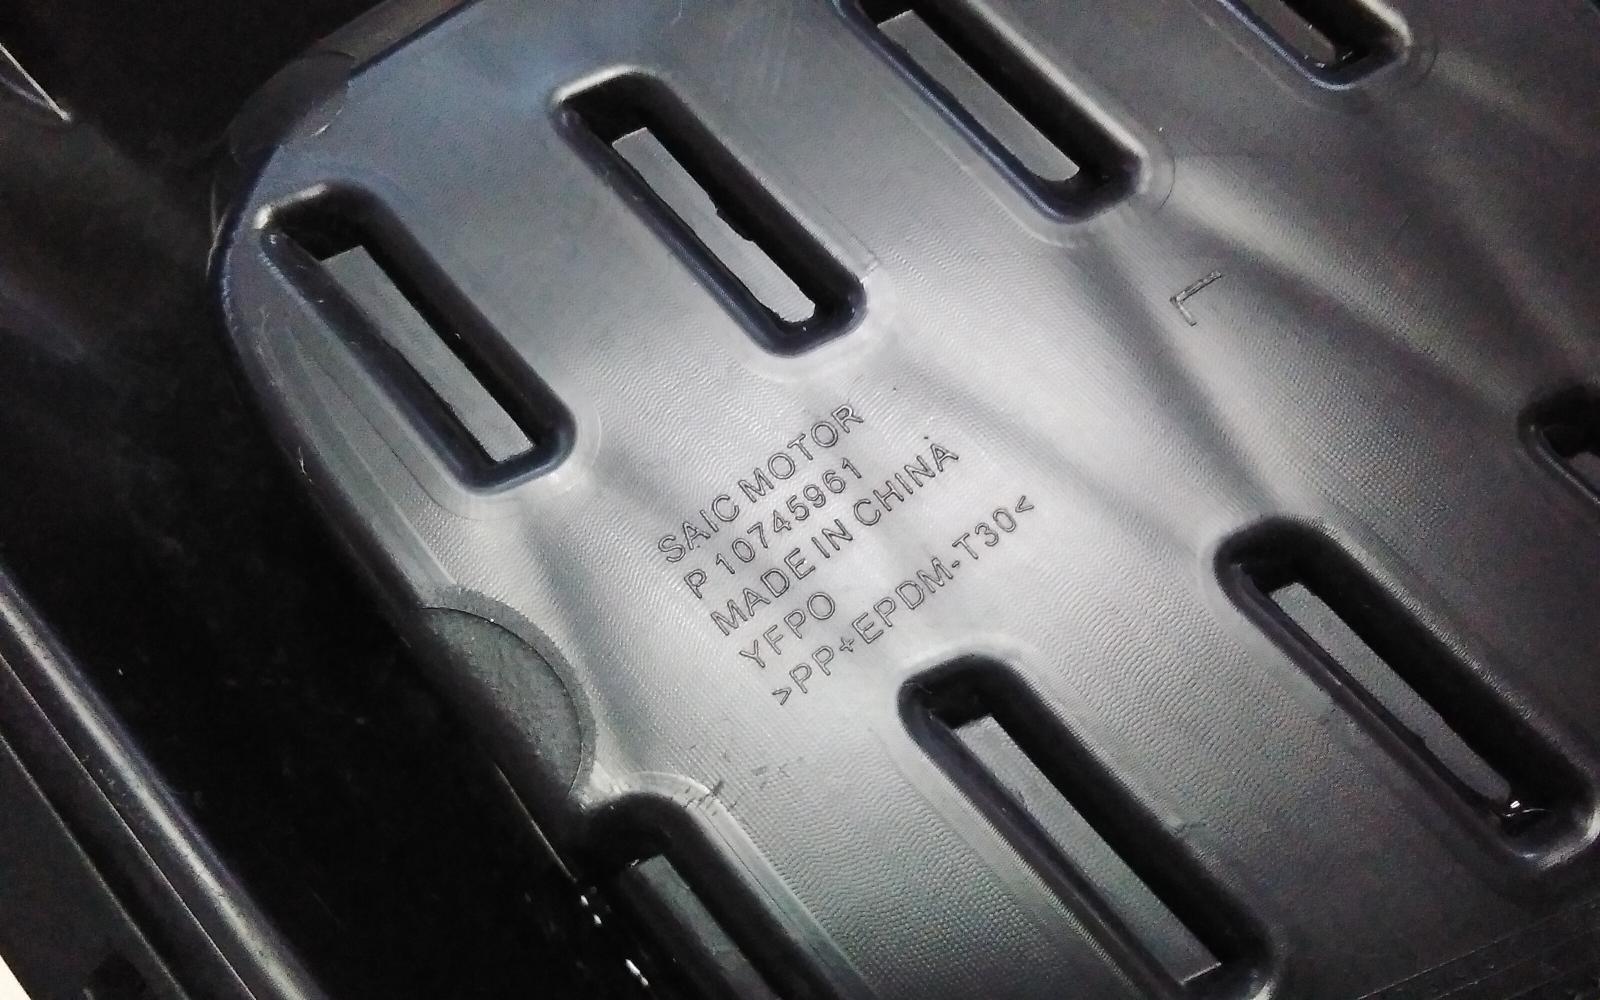 SAIC MOTOR
P 10745961
MADE IN CHINA
YFPO
>PP+EPDM-T30<
L